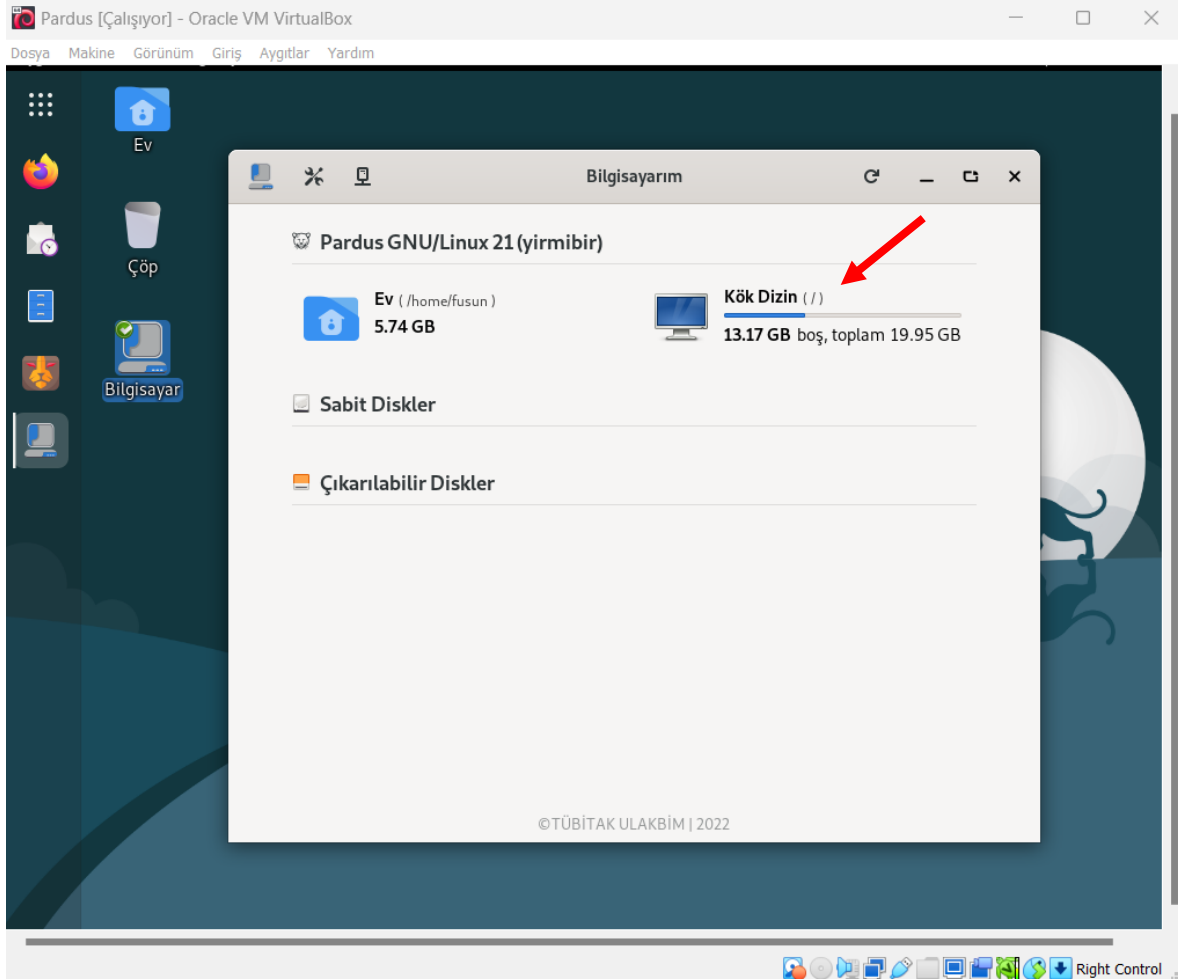 Pardus [Çalışıyor] - Oracle VM VirtualBox
Dosya Makine Görünüm Giriş Aygıtlar Yardım
Ev
Çöp
Bilgisayar
Bilgisayarım
Pardus GNU/Linux 21 (yirmibir)
Ev ( /home/fusun )
5.74 GB
Kök Dizin ( / )
13.17 GB boş, toplam 19.95 GB
Sabit Diskler
Çıkarılabilir Diskler
©TÜBİTAK ULAKBİM | 2022
Right Control